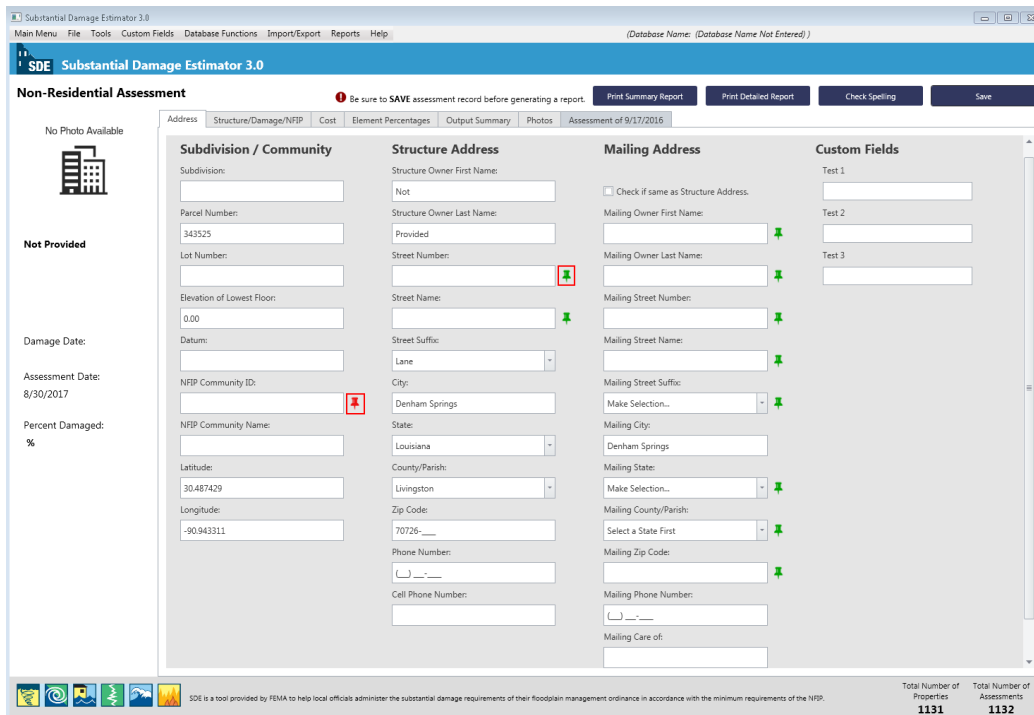 Substantial Damage Estimator 3.0
Main Menu File Tools Custom Fields Database Functions Import/Export Reports Help (Database Name: (Database Name Not Entered) )
SDE Substantial Damage Estimator 3.0
Non-Residential Assessment
! Be sure to SAVE assessment record before generating a report.
Print Summary Report
Print Detailed Report
Check Spelling
Save
Address Structure/Damage/NFIP Cost Element Percentages Output Summary Photos Assessment of 9/17/2016
No Photo Available
Not Provided
Damage Date:
Assessment Date:
8/30/2017
Percent Damaged:
%
Subdivision / Community
Subdivision:
Parcel Number:
343525
Lot Number:
Elevation of Lowest Floor:
0.00
Datum:
NFIP Community ID:
NFIP Community Name:
Latitude:
30.487429
Longitude:
-90.943311
Structure Address
Structure Owner First Name:
Not
Structure Owner Last Name:
Provided
Street Number:
Street Name:
Street Suffix:
Lane
City:
Denham Springs
State:
Louisiana
County/Parish:
Livingston
Zip Code:
70726-____
Phone Number:
(__) __-___
Cell Phone Number:
Mailing Address
Check if same as Structure Address.
Mailing Owner First Name:
Mailing Owner Last Name:
Mailing Street Number:
Mailing Street Name:
Mailing Street Suffix:
Make Selection...
Mailing City:
Denham Springs
Mailing State:
Make Selection...
Mailing County/Parish:
Select a State First
Mailing Zip Code:
Mailing Phone Number:
(__) __-___
Mailing Care of:
Custom Fields
Test 1
Test 2
Test 3
SDE is a tool provided by FEMA to help local officials administer the substantial damage requirements of their floodplain management ordinance in accordance with the minimum requirements of the NFIP.
Total Number of
Properties
1131
Total Number of
Assessments
1132